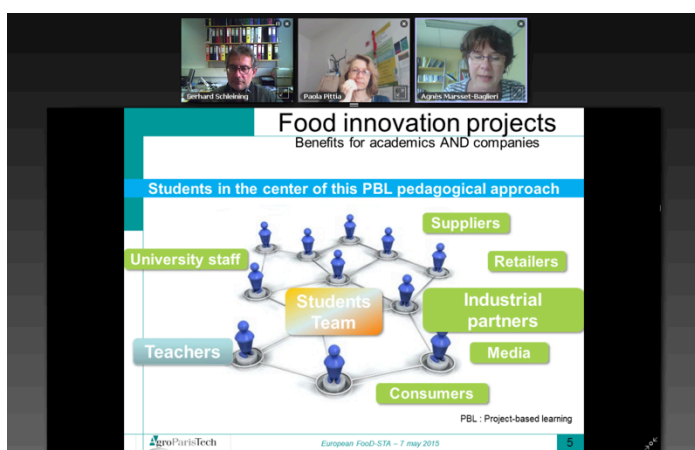 Gerhard Schleining
Paola Pittia
Agnès Marsset-Baglieri
Food innovation projects
Benefits for academics AND companies
Students in the center of this PBL pedagogical approach
Suppliers
University staff
Retailers
Students
Team
Industrial
partners
Teachers
Media
Consumers
PBL : Project-based learning
AgroParisTech
European FooD-STA – 7 may 2015
5